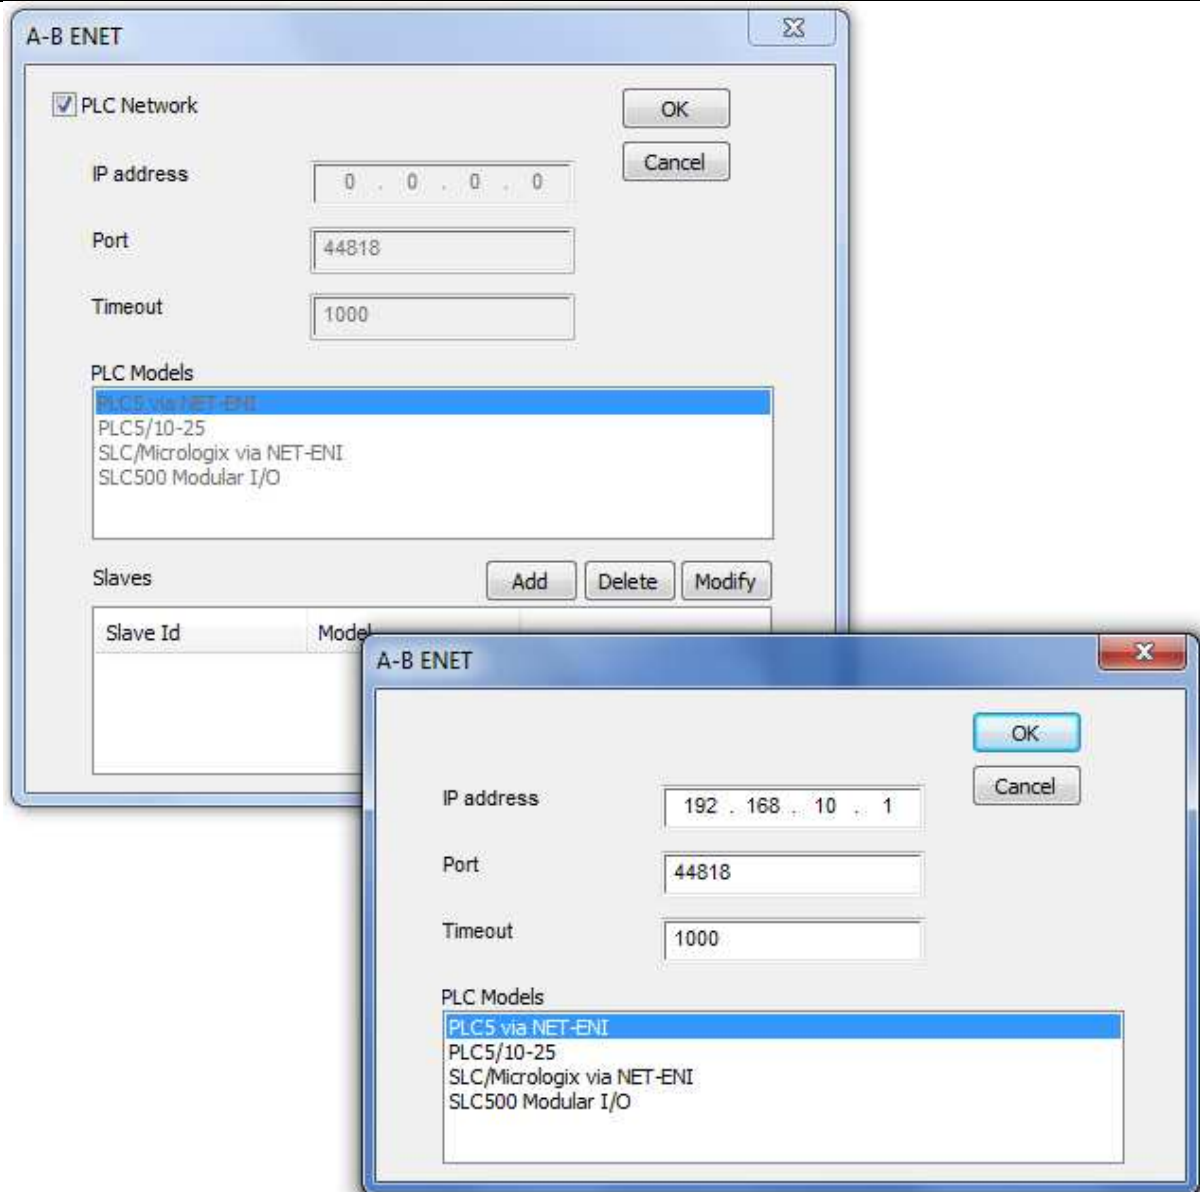 A-B ENET
PLC Network
OK
Cancel
IP address
0 . 0 . 0 . 0
Port
44818
Timeout
1000
PLC Models
PLC5 via NET-ENI
PLC5/10-25
SLC/Micrologix via NET-ENI
SLC500 Modular I/O
Slaves
Add
Delete
Modify
Slave Id
Model
A-B ENET
OK
Cancel
IP address
192 . 168 . 10 . 1
Port
44818
Timeout
1000
PLC Models
PLC5 via NET-ENI
PLC5/10-25
SLC/Micrologix via NET-ENI
SLC500 Modular I/O